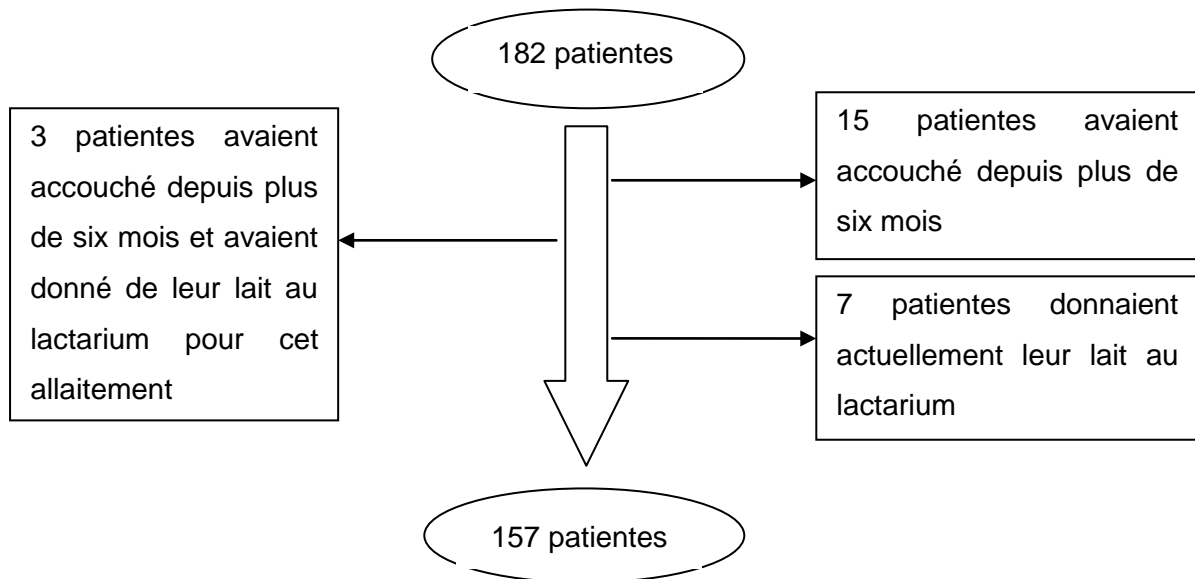 182 patientes
3 patientes avaient
accouché depuis plus
de six mois et avaient
donné de leur lait au
lactarium pour cet
allaitement
15 patientes avaient
accouché depuis plus de
six mois
7 patientes donnaient
actuellement leur lait au
lactarium
157 patientes